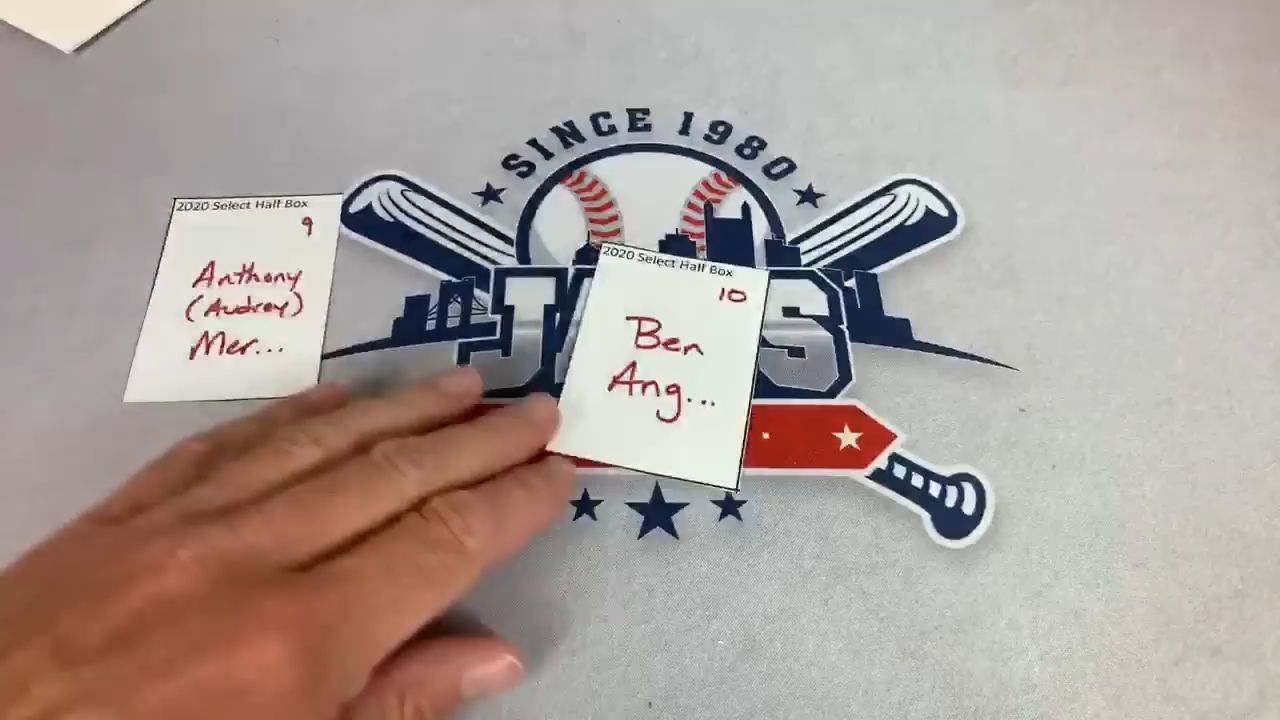 SINCE 1980
2020 Select Half Box
9
Anthony
(Audrey)
Mer...
2020 Select Half Box
10
Ben
Ang...